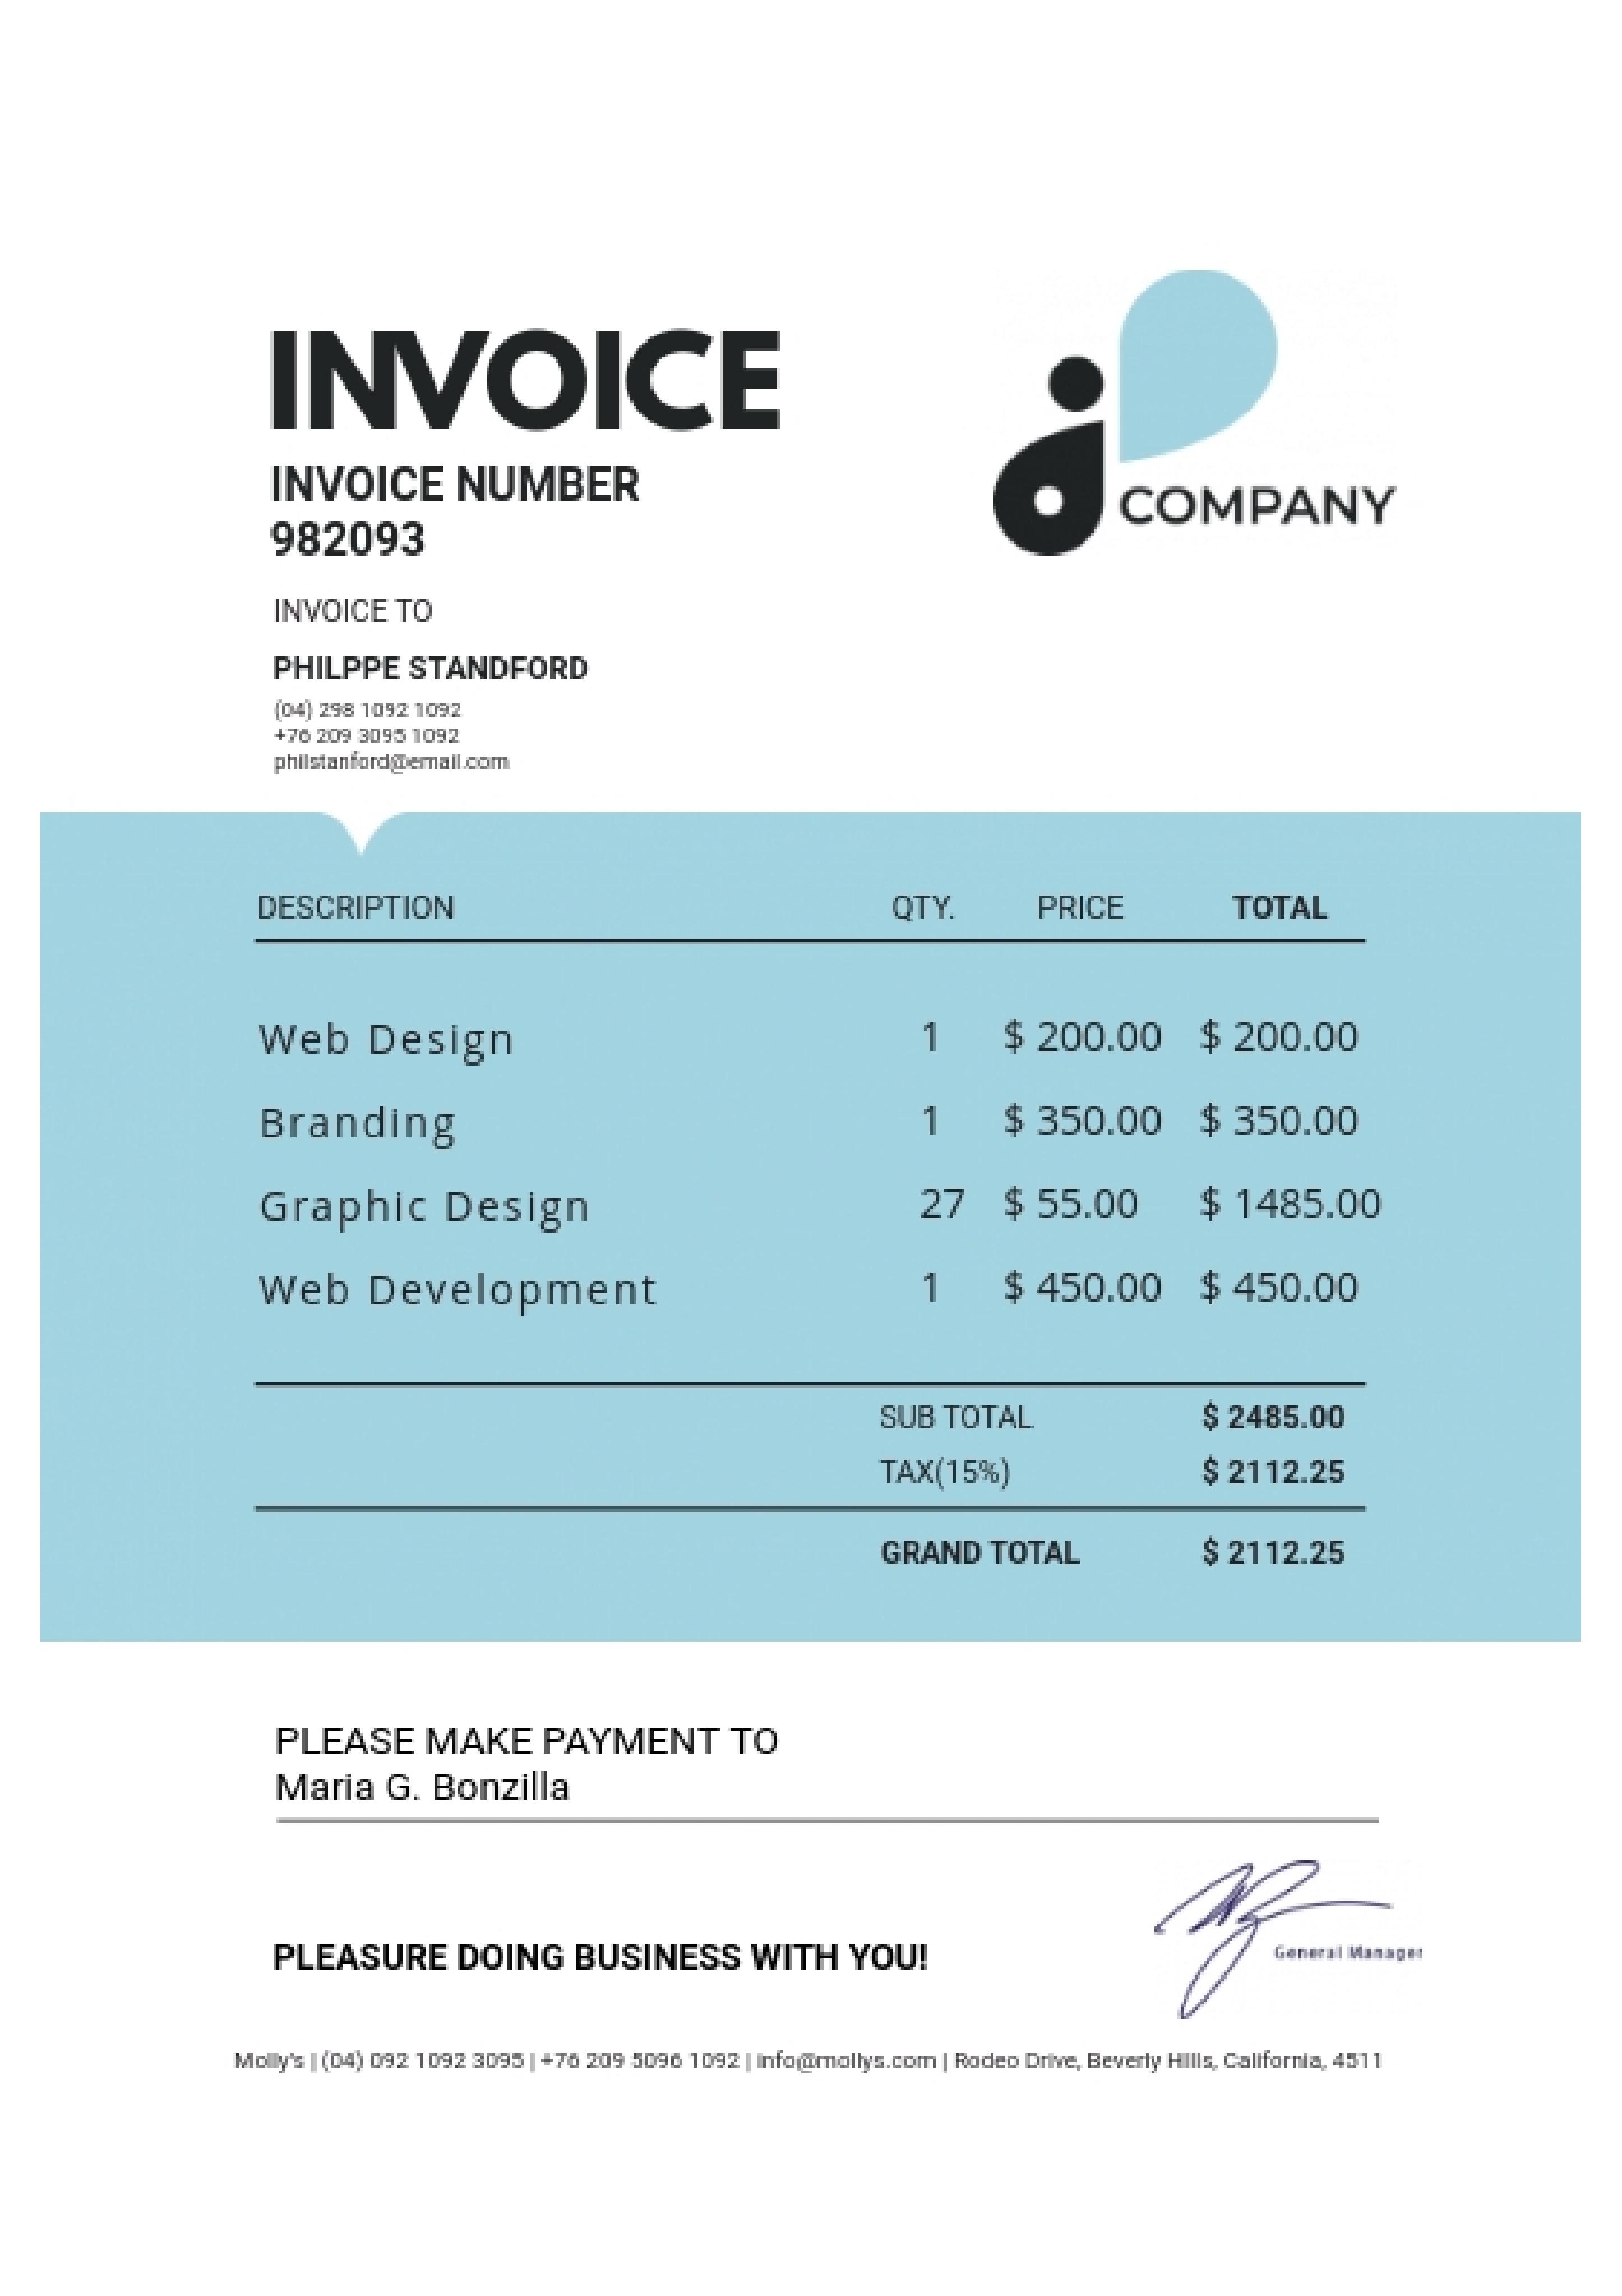 INVOICE
COMPANY
INVOICE NUMBER
982093
INVOICE TO
PHILPPE STANDFORD
(04) 298 1092 1092
+76 209 3095 1092
philstanford@email.com
DESCRIPTION QTY. PRICE TOTAL
Web Design 1 $ 200.00 $ 200.00
Branding 1 $ 350.00 $ 350.00
Graphic Design 27 $ 55.00 $ 1485.00
Web Development 1 $ 450.00 $ 450.00
SUB TOTAL $ 2485.00
TAX(15%) $ 2112.25
GRAND TOTAL $ 2112.25
PLEASE MAKE PAYMENT TO
Maria G. Bonzilla
General Manager
PLEASURE DOING BUSINESS WITH YOU!
Molly's | (04) 092 1092 3095 | +76 209 5096 1092 | info@mollys.com | Rodeo Drive, Beverly Hills, California, 4511